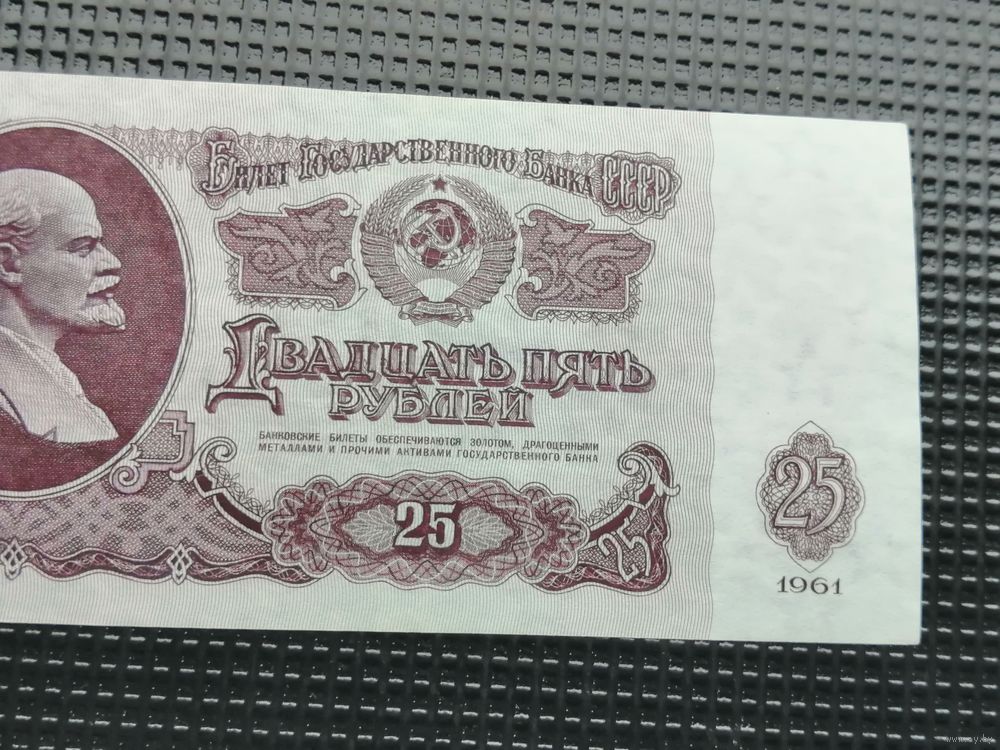 Билет Государственного Банка СССР
Двадцать пять
рублей
БАНКОВСКИЕ БИЛЕТЫ ОБЕСПЕЧИВАЮТСЯ ЗОЛОТОМ, ДРАГОЦЕННЫМИ
МЕТАЛЛАМИ И ПРОЧИМИ АКТИВАМИ ГОСУДАРСТВЕННОГО БАНКА
25
25
25
1961